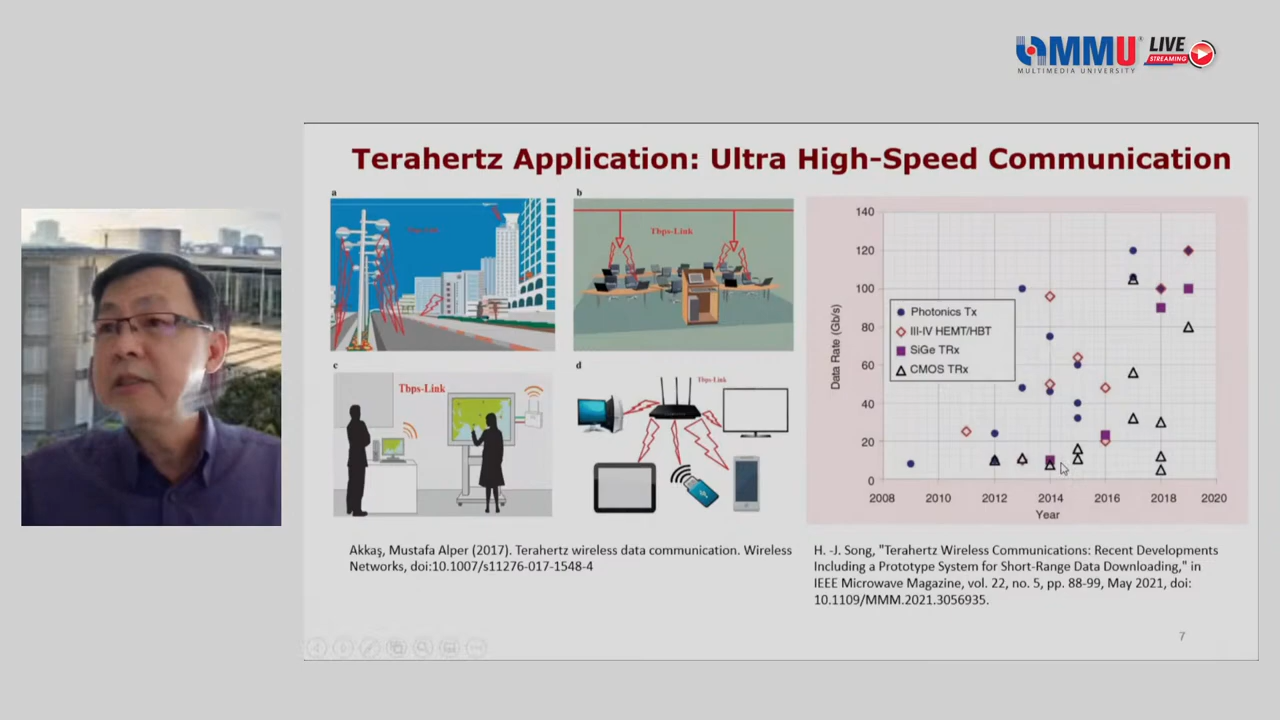 MMU
MULTIMEDIA UNIVERSITY
LIVE
STREAMING
Terahertz Application: Ultra High-Speed Communication
a
b
Tbps-Link
c
Tbps-Link
d
Tbps-Link
140
120
100
80
60
40
20
0
Data Rate (Gb/s)
Photonics Tx
III-IV HEMT/HBT
SiGe TRx
CMOS TRx
2008 2010 2012 2014 2016 2018 2020
Year
Akkaş, Mustafa Alper (2017). Terahertz wireless data communication. Wireless
Networks, doi:10.1007/s11276-017-1548-4
H. -J. Song, "Terahertz Wireless Communications: Recent Developments
Including a Prototype System for Short-Range Data Downloading," in
IEEE Microwave Magazine, vol. 22, no. 5, pp. 88-99, May 2021, doi:
10.1109/MMM.2021.3056935.
7